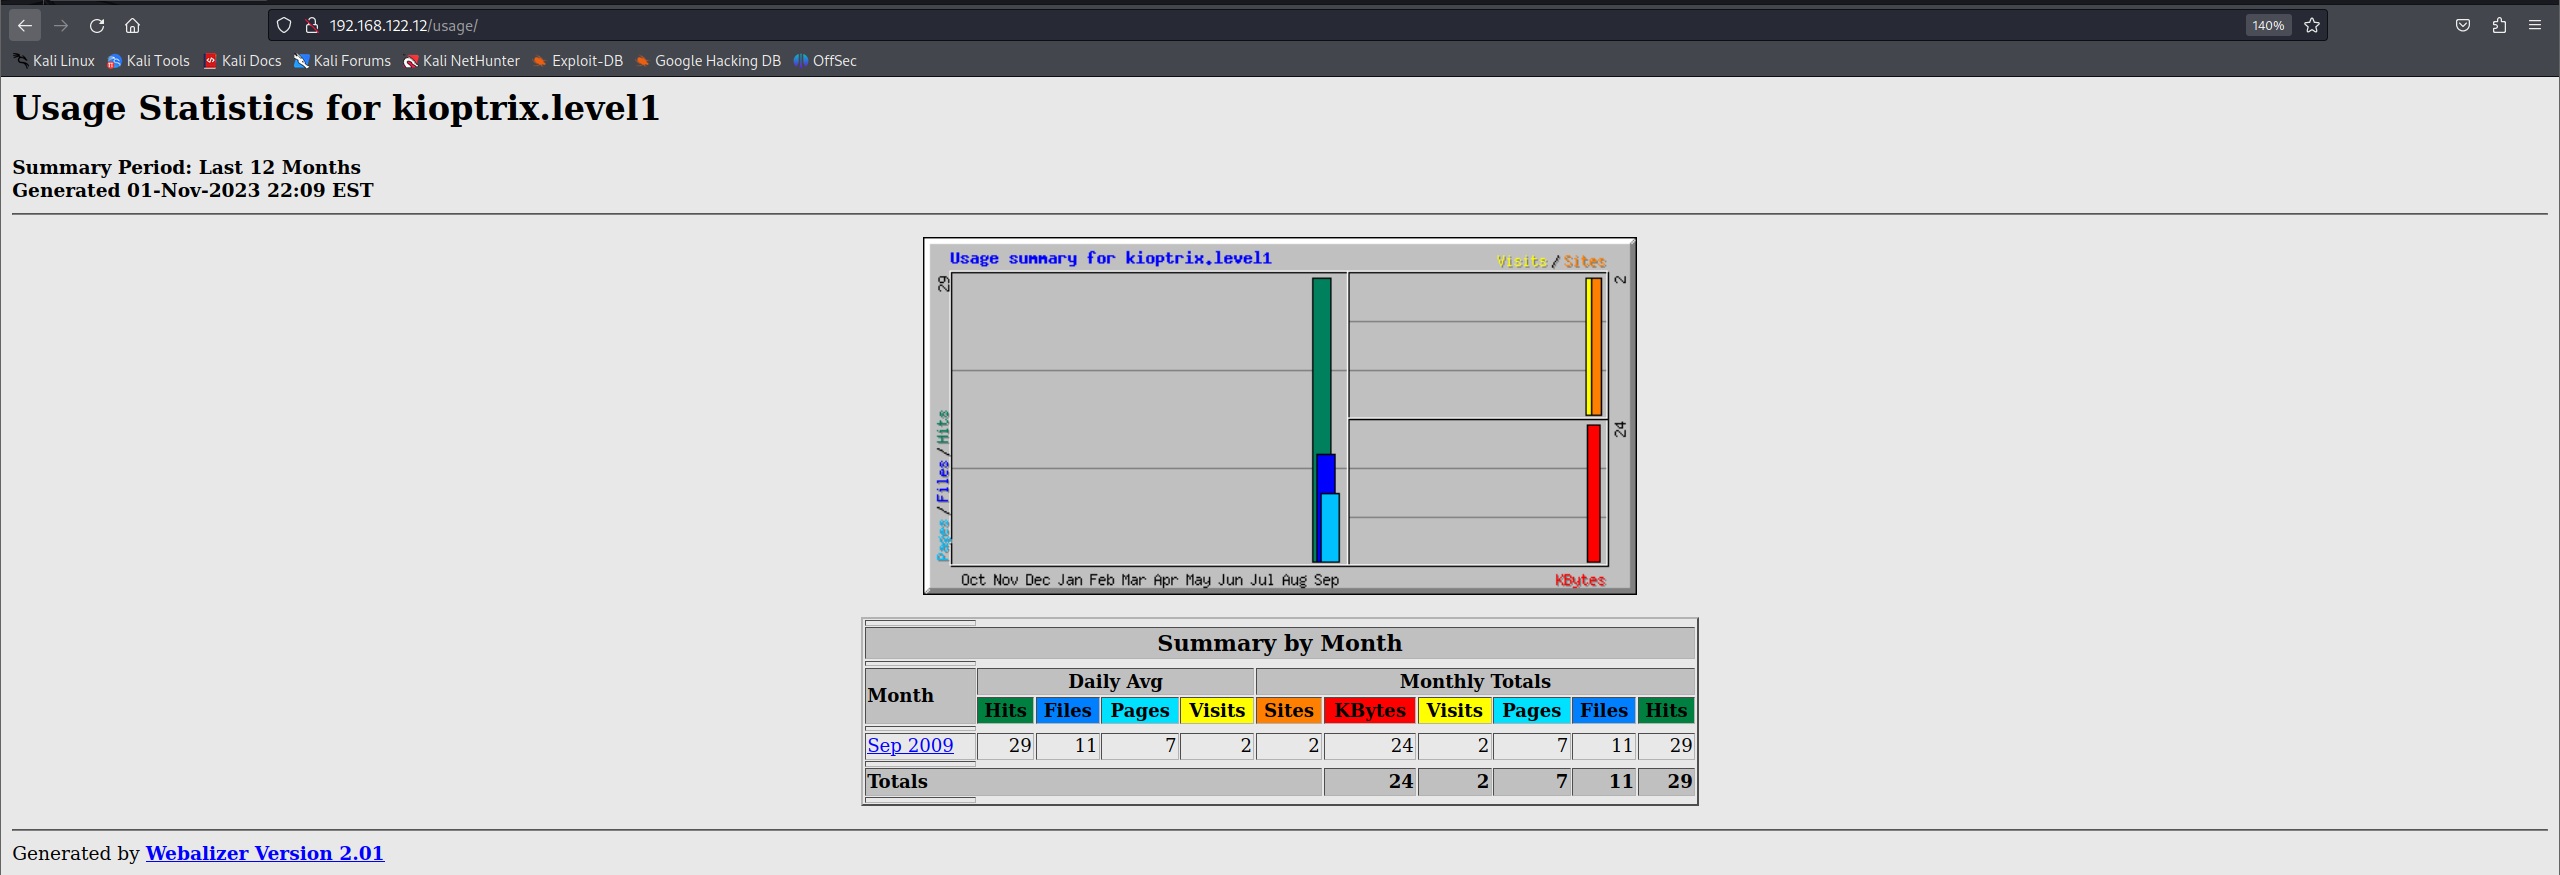 192.168.122.12/usage/
140%
Kali Linux Kali Tools Kali Docs Kali Forums Kali NetHunter Exploit-DB Google Hacking DB OffSec
Usage Statistics for kioptrix.level1
Summary Period: Last 12 Months
Generated 01-Nov-2023 22:09 EST
Usage summary for kioptrix.level1
Visits / Sites
29
2
24
Pages / Files / Hits
Oct Nov Dec Jan Feb Mar Apr May Jun Jul Aug Sep
KBytes
Summary by Month
Month Daily Avg Monthly Totals
Hits Files Pages Visits Sites KBytes Visits Pages Files Hits
Sep 2009 29 11 7 2 2 24 2 7 11 29
Totals 24 2 7 11 29
Generated by Webalizer Version 2.01